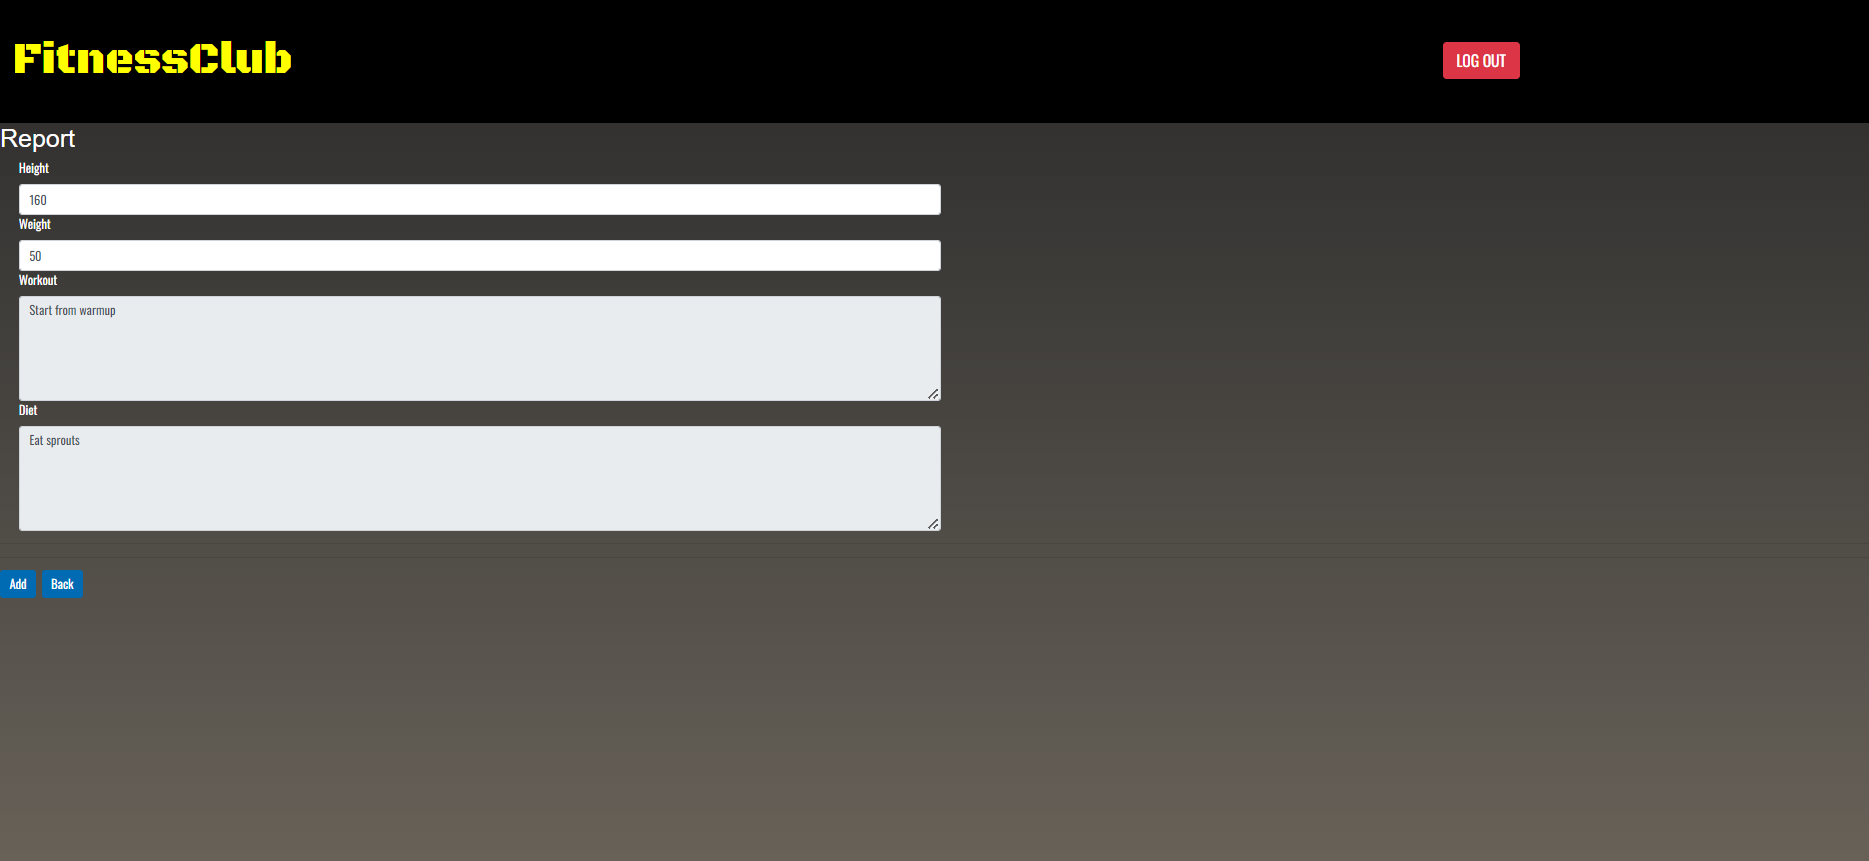 FitnessClub
LOG OUT
Report
Height
160
Weight
50
Workout
Start from warmup
Diet
Eat sprouts
Add Back